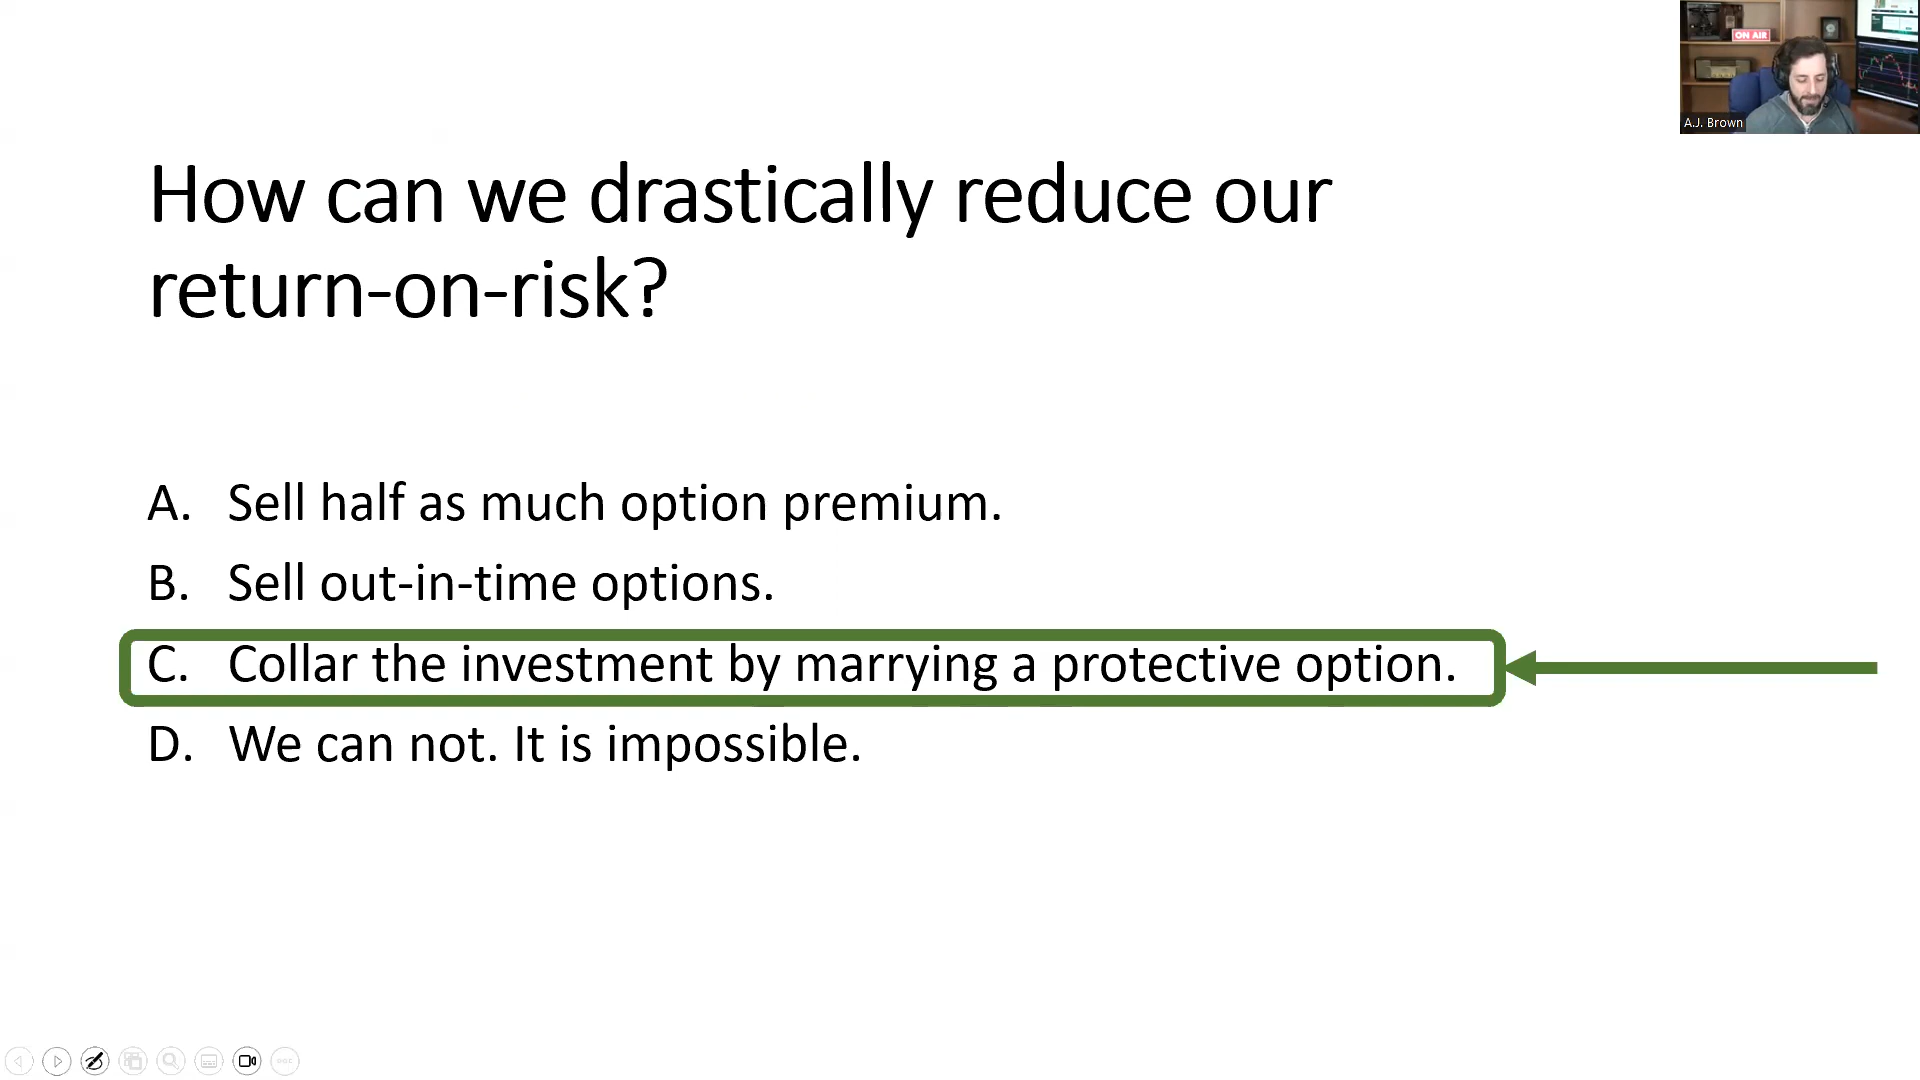 ON AIR
A.J. Brown
How can we drastically reduce our
return-on-risk?
A. Sell half as much option premium.
B. Sell out-in-time options.
C. Collar the investment by marrying a protective option.
D. We can not. It is impossible.